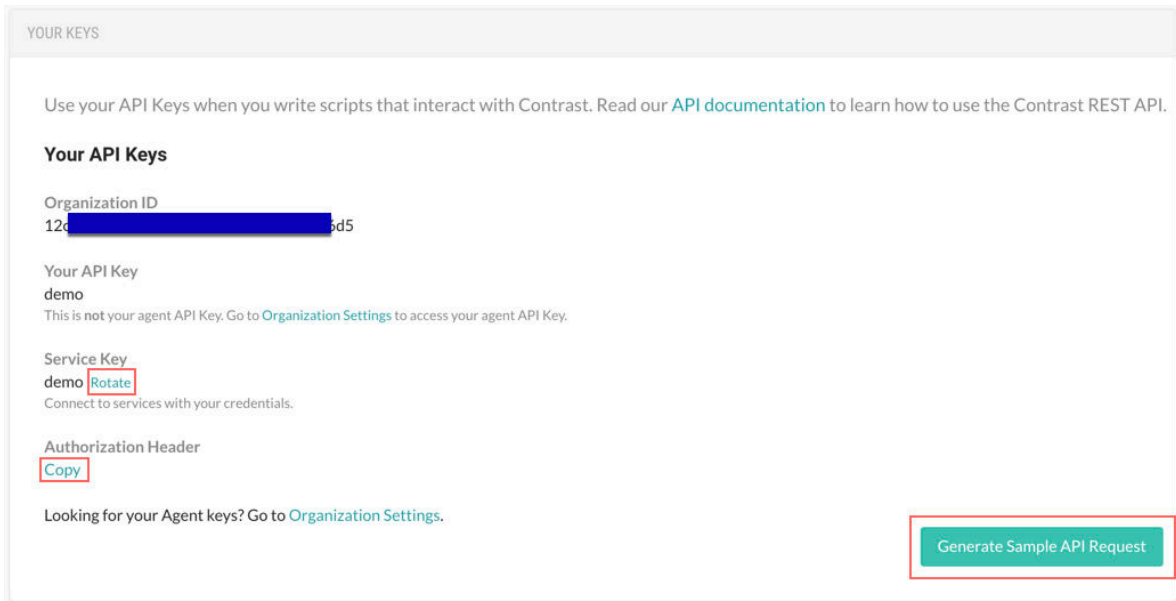 YOUR KEYS
Use your API Keys when you write scripts that interact with Contrast. Read our API documentation to learn how to use the Contrast REST API.
Your API Keys
Organization ID
12c 6d5
Your API Key
demo
This is not your agent API Key. Go to Organization Settings to access your agent API Key.
Service Key
demo Rotate
Connect to services with your credentials.
Authorization Header
Copy
Looking for your Agent keys? Go to Organization Settings.
Generate Sample API Request